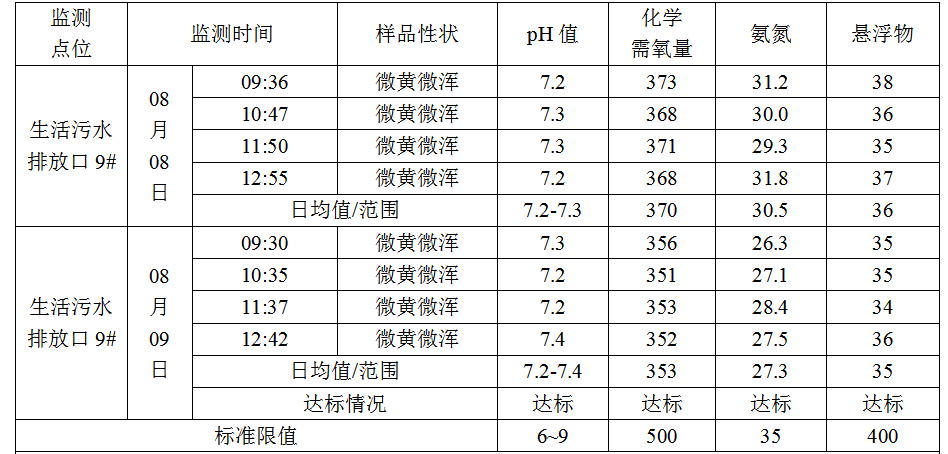 监测点位 监测时间 样品性状 pH 值 化学需氧量 氨氮 悬浮物
生活污水排放口 9# 08月08日 09:36 微黄微浑 7.2 373 31.2 38
10:47 微黄微浑 7.3 368 30.0 36
11:50 微黄微浑 7.3 371 29.3 35
12:55 微黄微浑 7.2 368 31.8 37
日均值/范围 7.2-7.3 370 30.5 36
生活污水排放口 9# 08月09日 09:30 微黄微浑 7.3 356 26.3 35
10:35 微黄微浑 7.2 351 27.1 35
11:37 微黄微浑 7.2 353 28.4 34
12:42 微黄微浑 7.4 352 27.5 36
日均值/范围 7.2-7.4 353 27.3 35
达标情况 达标 达标 达标 达标
标准限值 6~9 500 35 400